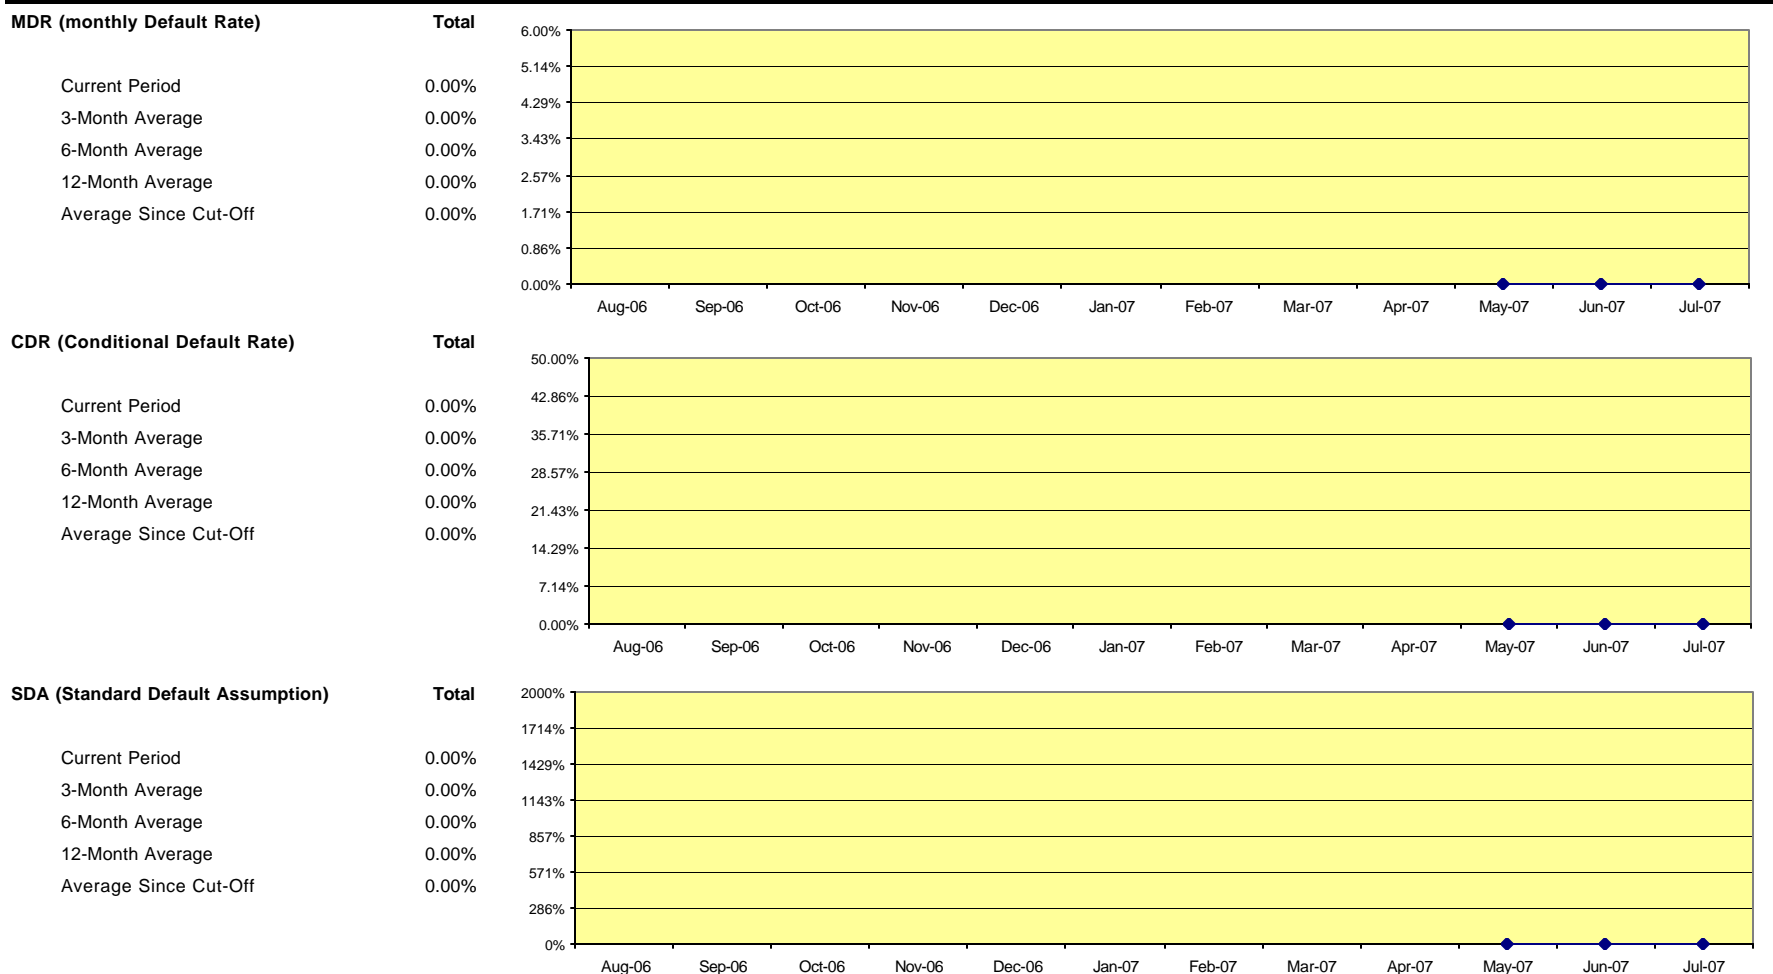 MDR (monthly Default Rate) Total
Current Period 0.00%
3-Month Average 0.00%
6-Month Average 0.00%
12-Month Average 0.00%
Average Since Cut-Off 0.00%
6.00%
5.14%
4.29%
3.43%
2.57%
1.71%
0.86%
0.00%
Aug-06 Sep-06 Oct-06 Nov-06 Dec-06 Jan-07 Feb-07 Mar-07 Apr-07 May-07 Jun-07 Jul-07
CDR (Conditional Default Rate) Total
Current Period 0.00%
3-Month Average 0.00%
6-Month Average 0.00%
12-Month Average 0.00%
Average Since Cut-Off 0.00%
50.00%
42.86%
35.71%
28.57%
21.43%
14.29%
7.14%
0.00%
Aug-06 Sep-06 Oct-06 Nov-06 Dec-06 Jan-07 Feb-07 Mar-07 Apr-07 May-07 Jun-07 Jul-07
SDA (Standard Default Assumption) Total
Current Period 0.00%
3-Month Average 0.00%
6-Month Average 0.00%
12-Month Average 0.00%
Average Since Cut-Off 0.00%
2000%
1714%
1429%
1143%
857%
571%
286%
0%
Aug-06 Sep-06 Oct-06 Nov-06 Dec-06 Jan-07 Feb-07 Mar-07 Apr-07 May-07 Jun-07 Jul-07